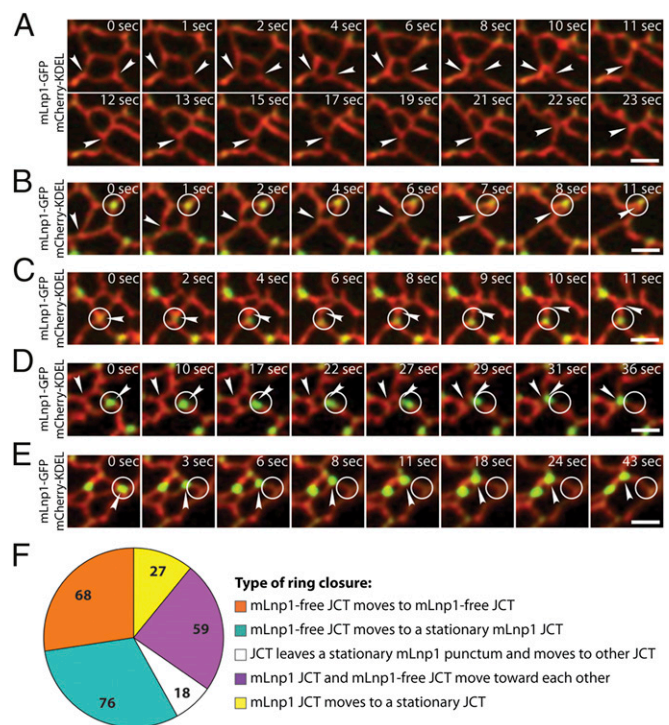 A
mLnp1-GFP
mCherry-KDEL
0 sec 1 sec 2 sec 4 sec 6 sec 8 sec 10 sec 11 sec
12 sec 13 sec 15 sec 17 sec 19 sec 21 sec 22 sec 23 sec
B
mLnp1-GFP
mCherry-KDEL
0 sec 1 sec 2 sec 4 sec 6 sec 7 sec 8 sec 11 sec
C
mLnp1-GFP
mCherry-KDEL
0 sec 2 sec 4 sec 6 sec 8 sec 9 sec 10 sec 11 sec
D
mLnp1-GFP
mCherry-KDEL
0 sec 10 sec 17 sec 22 sec 27 sec 29 sec 31 sec 36 sec
E
mLnp1-GFP
mCherry-KDEL
0 sec 3 sec 6 sec 8 sec 11 sec 18 sec 24 sec 43 sec
F
68
27
59
18
76
Type of ring closure:
mLnp1-free JCT moves to mLnp1-free JCT
mLnp1-free JCT moves to a stationary mLnp1 JCT
JCT leaves a stationary mLnp1 punctum and moves to other JCT
mLnp1 JCT and mLnp1-free JCT move toward each other
mLnp1 JCT moves to a stationary JCT